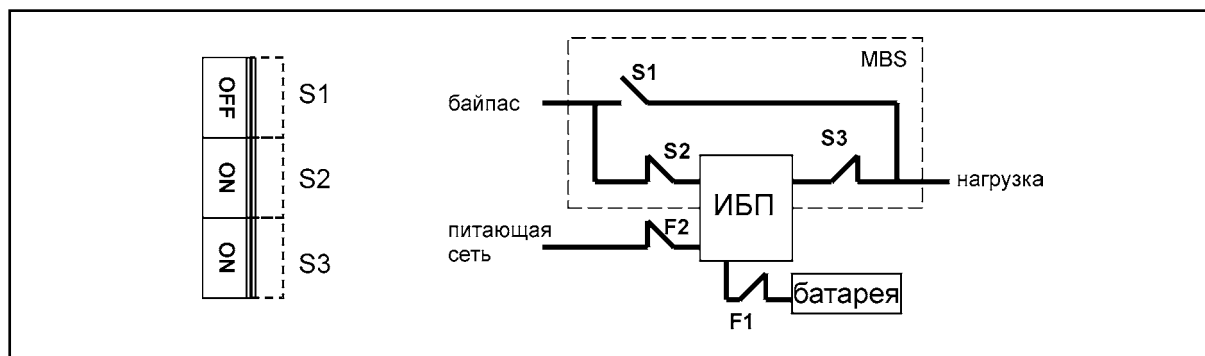 OFF
S1
ON
S2
ON
S3
MBS
S1
байпас
S3
S2
ИБП
нагрузка
F2
питающая
сеть
батарея
F1